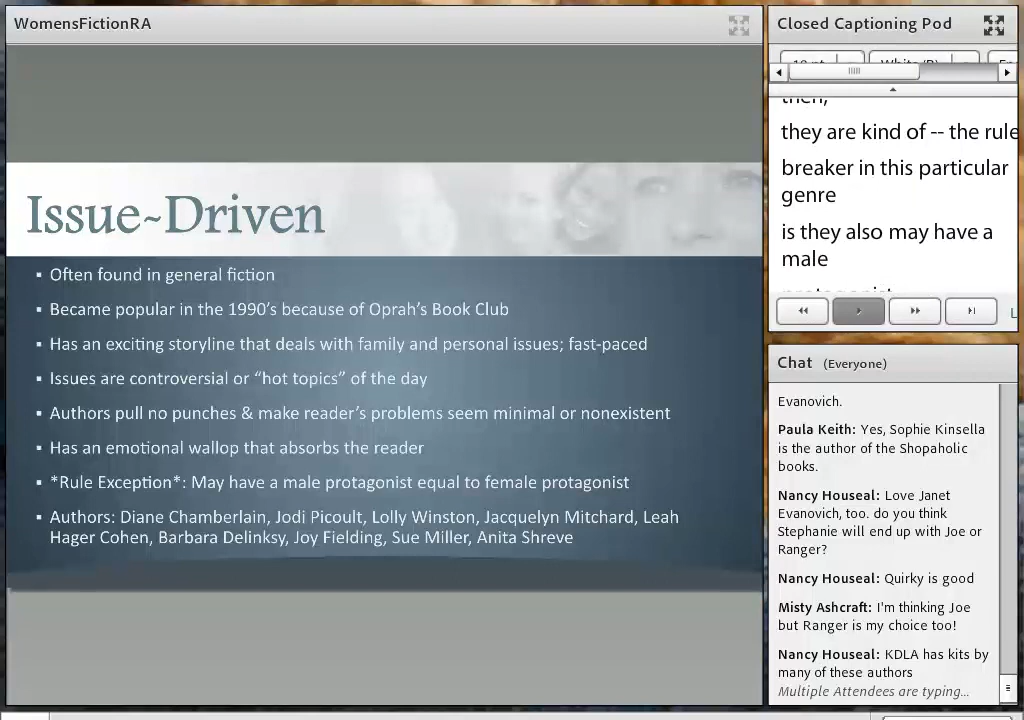 WomensFictionRA
Issue~Driven
▪ Often found in general fiction
▪ Became popular in the 1990's because of Oprah's Book Club
▪ Has an exciting storyline that deals with family and personal issues; fast-paced
▪ Issues are controversial or “hot topics” of the day
▪ Authors pull no punches & make reader's problems seem minimal or nonexistent
▪ Has an emotional wallop that absorbs the reader
▪ *Rule Exception*: May have a male protagonist equal to female protagonist
▪ Authors: Diane Chamberlain, Jodi Picoult, Lolly Winston, Jacquelyn Mitchard, Leah
Hager Cohen, Barbara Delinksy, Joy Fielding, Sue Miller, Anita Shreve
Closed Captioning Pod
then,
they are kind of -- the rule
breaker in this particular
genre
is they also may have a
male
Chat (Everyone)
Evanovich.
Paula Keith: Yes, Sophie Kinsella
is the author of the Shopaholic
books.
Nancy Houseal: Love Janet
Evanovich, too. do you think
Stephanie will end up with Joe or
Ranger?
Nancy Houseal: Quirky is good
Misty Ashcraft: I'm thinking Joe
but Ranger is my choice too!
Nancy Houseal: KDLA has kits by
many of these authors
Multiple Attendees are typing...